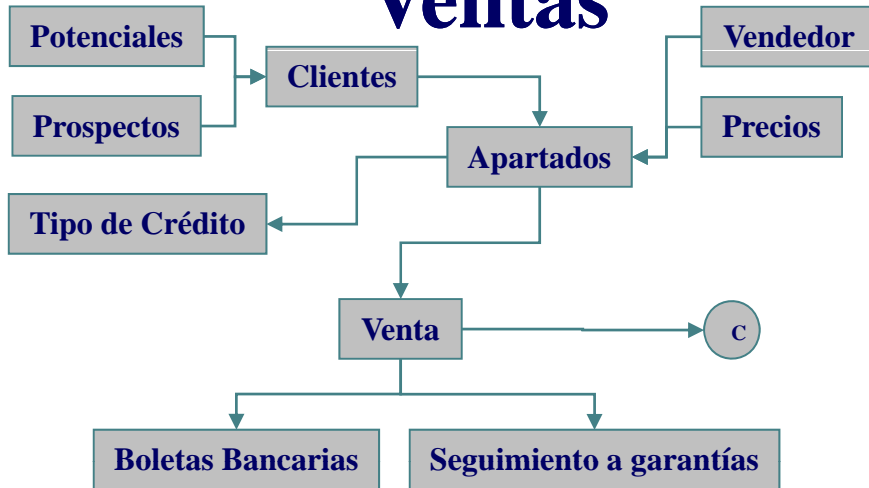 Ventas
Potenciales
Vendedor
Clientes
Prospectos
Precios
Apartados
Tipo de Crédito
Venta
C
Boletas Bancarias
Seguimiento a garantías